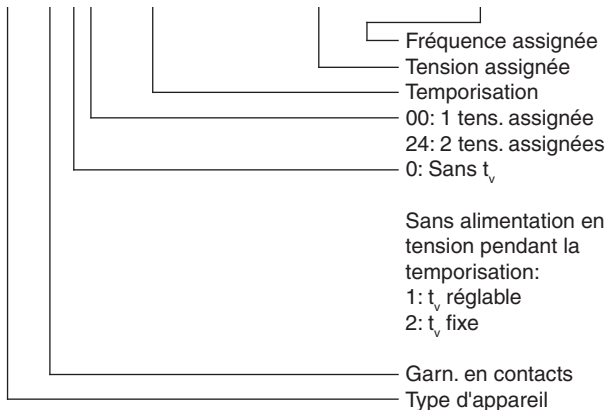 Fréquence assignée
Tension assignée
Temporisation
00: 1 tens. assignée
24: 2 tens. assignées
0: Sans tv
Sans alimentation en
tension pendant la
temporisation:
1: tv réglable
2: tv fixe
Garn. en contacts
Type d'appareil